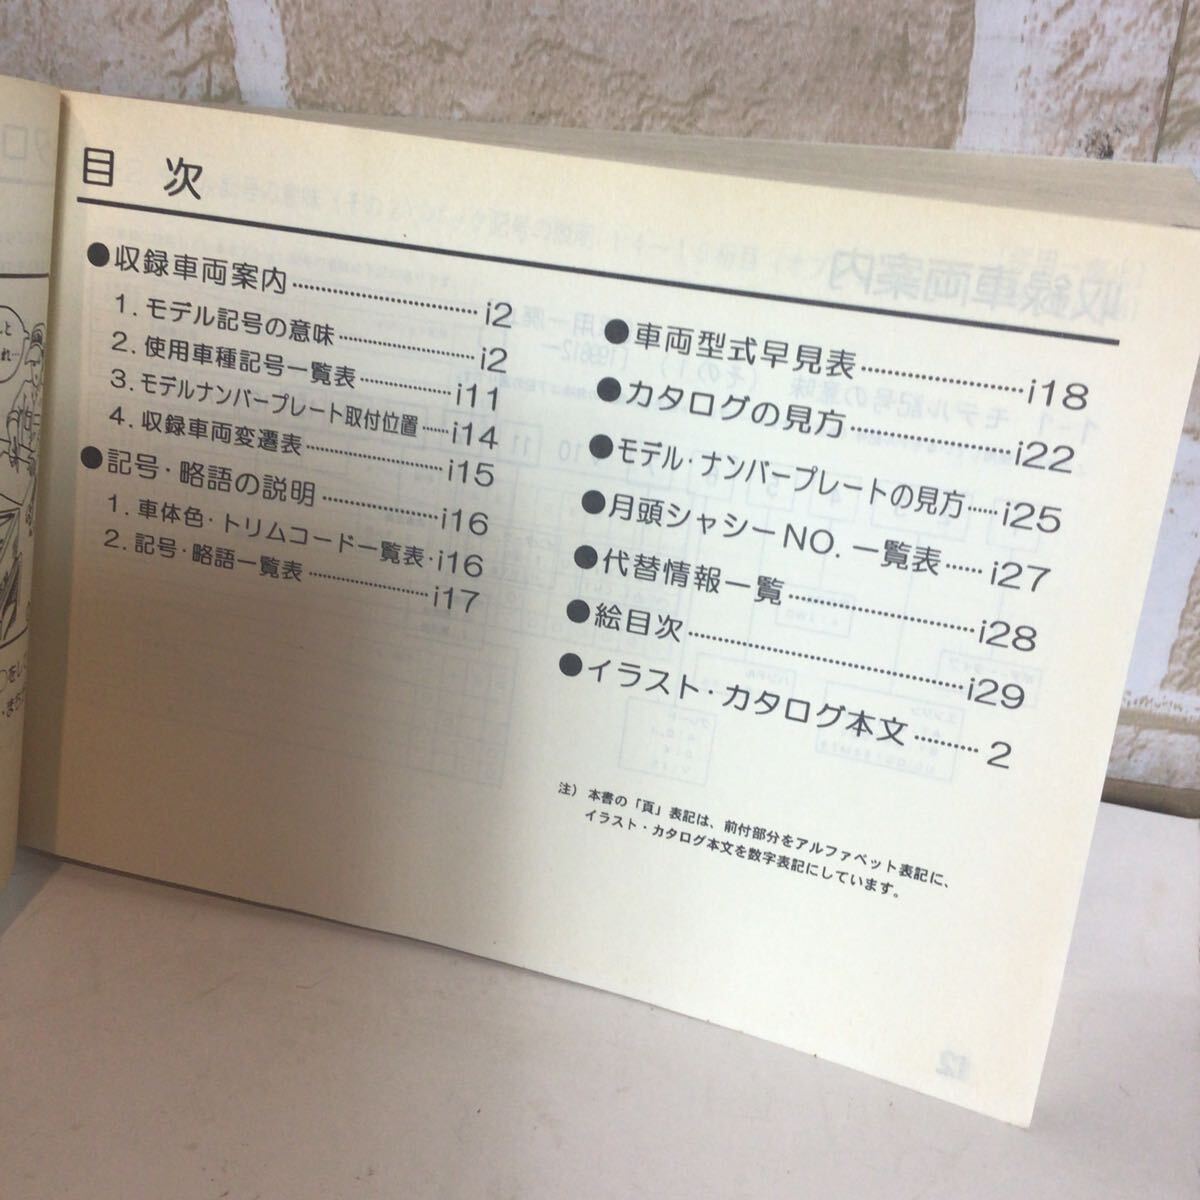 目次
●収録車両案内……i2
1. モデル記号の意味……i2
2. 使用車種記号一覧表……i11
3. モデルナンバープレート取付位置……i14
4. 収録車両変遷表……i15
●記号・略語の説明……i16
1. 車体色・トリムコード一覧表・i16
2. 記号・略語一覧表……i17
●車両型式早見表……i18
●カタログの見方……i22
●モデル・ナンバープレートの見方……i25
●月頭シャシーNO. 一覧表……i27
●代替情報一覧……i28
●絵目次……i29
●イラスト・カタログ本文……2
注) 本書の「頁」表記は、前付部分をアルファベット表記に、
イラスト・カタログ本文を数字表記にしています。